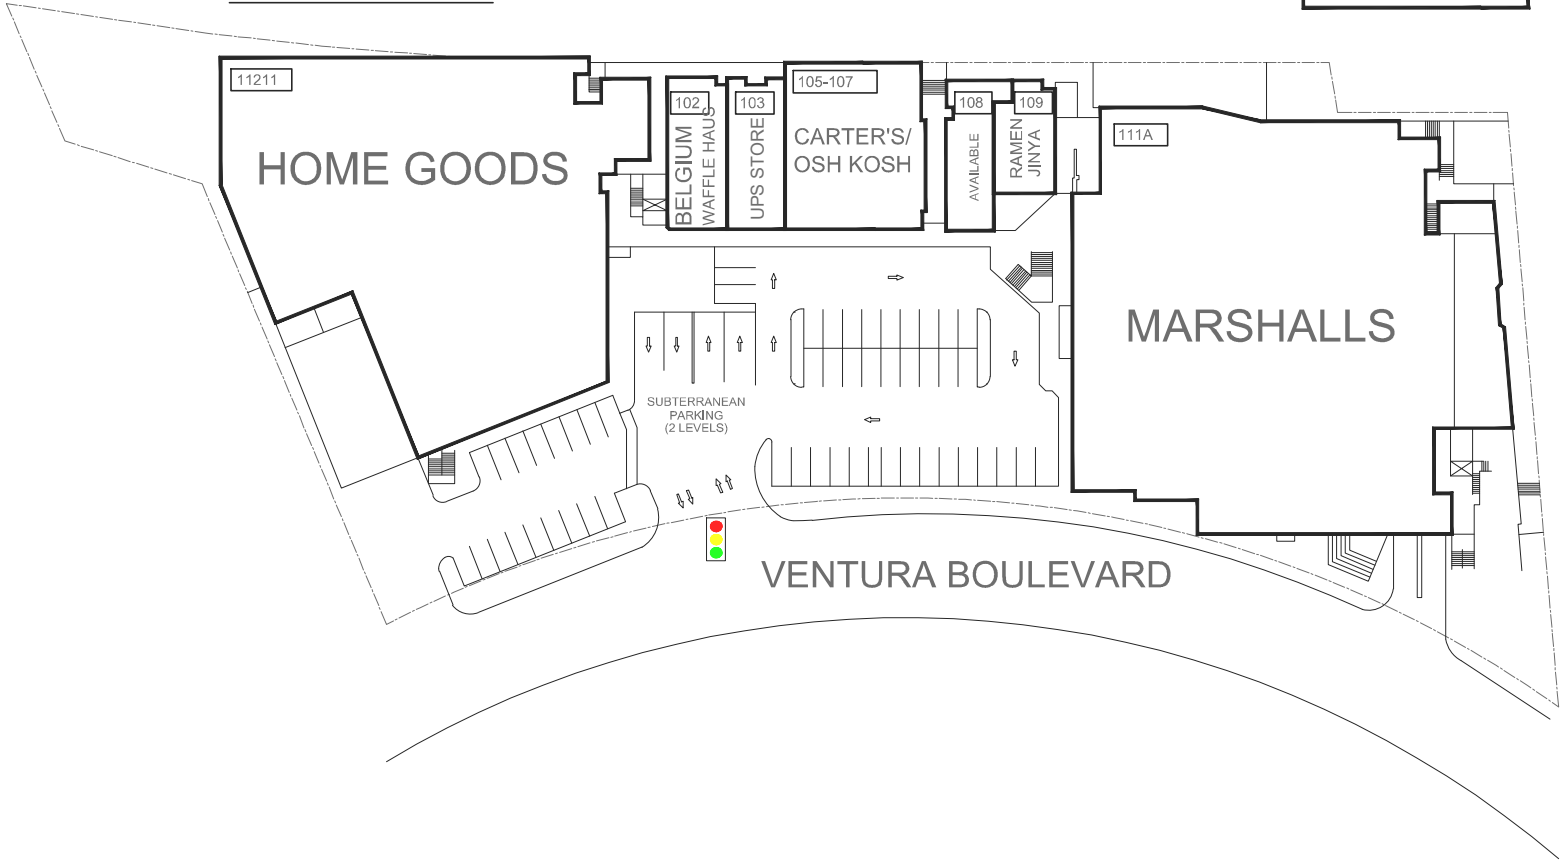 11211
HOME GOODS
102
BELGIUM
WAFFLE HAUS
103
UPS STORE
105-107
CARTER'S/
OSH KOSH
108
AVAILABLE
109
RAMEN
JINYA
111A
MARSHALLS
SUBTERRANEAN
PARKING
(2 LEVELS)
VENTURA BOULEVARD